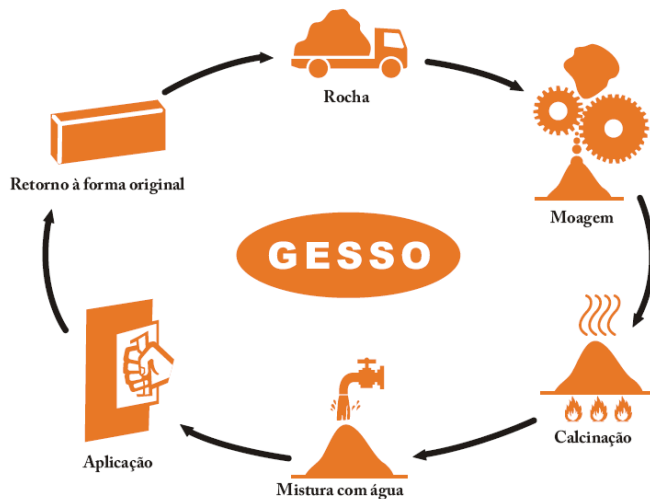 Rocha
Retorno à forma original
Moagem
GESSO
Aplicação
Calcinação
Mistura com água